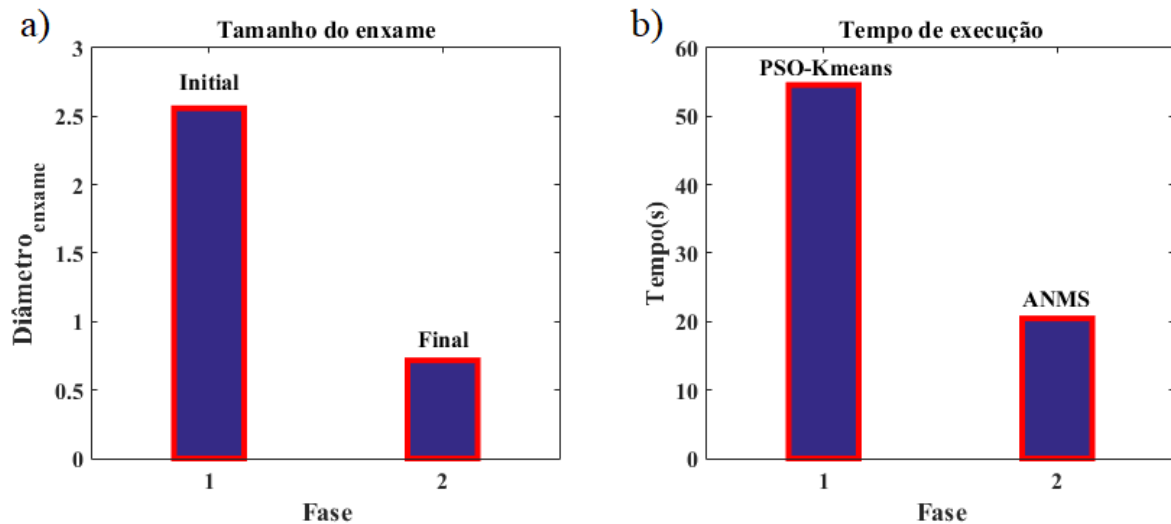 a)
Tamanho do enxame
3
2.5
2
1.5
1
0.5
0
Diâmetro enxame
Initial
Final
1
2
Fase
b)
Tempo de execução
60
50
40
30
20
10
0
Tempo(s)
PSO-Kmeans
ANMS
1
2
Fase